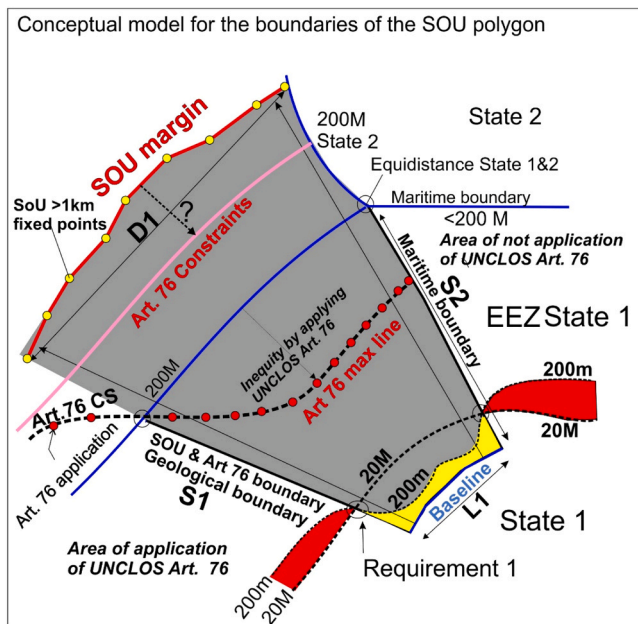 Conceptual model for the boundaries of the SOU polygon
200M
State 2
State 2
SOU margin
Equidistance State 1&2
Maritime boundary
<200 M
SoU >1km
fixed points
D1
?
Area of not application
of UNCLOS Art. 76
Art. 76 Constraints
Maritime boundary
S2
EEZ State 1
Inequity by applying
UNCLOS Art. 76
Art. 76 max line
200M
Art.76 CS
200m
20M
Art. 76 application
SOU & Art 76 boundary
Geological boundary
S1
20M
200m
Baseline
L1
State 1
Area of application
of UNCLOS Art. 76
Requirement 1
200m
20M